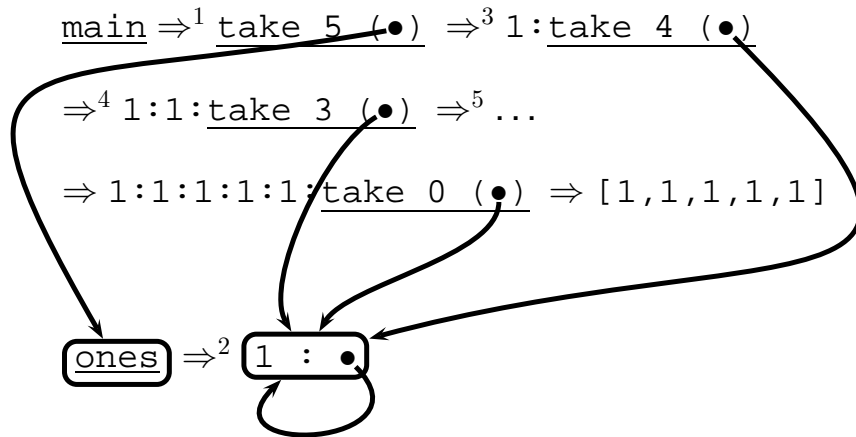 main ⇒¹ take 5 (●) ⇒³ 1:take 4 (●)
⇒⁴ 1:1:take 3 (●) ⇒⁵ ...
⇒ 1:1:1:1:1:take 0 (●) ⇒ [1,1,1,1,1]
ones ⇒² 1 : ●